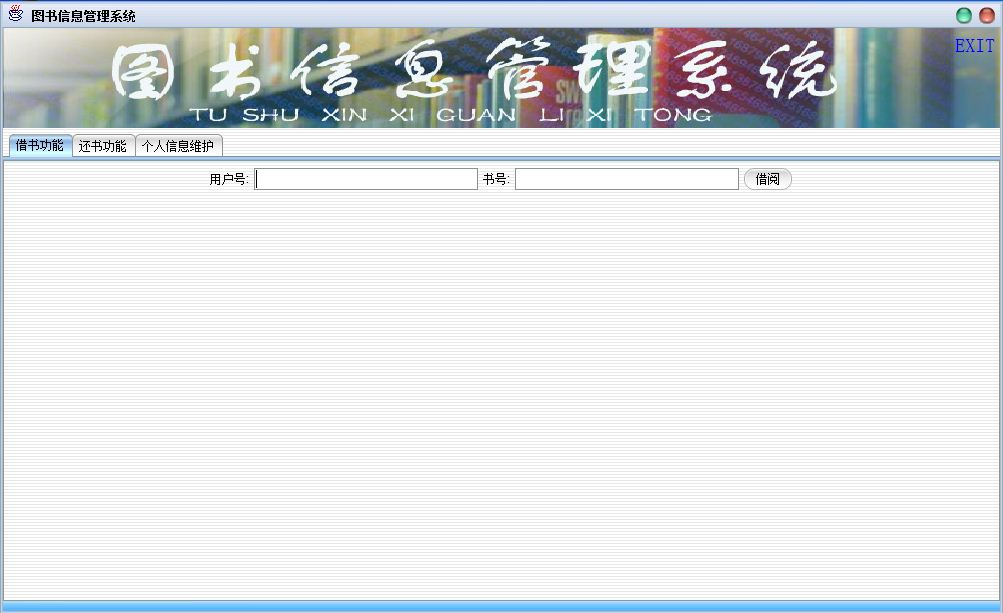 图书信息管理系统
EXIT
图书信息管理系统
TU SHU XIN XI GUAN LI XI TONG
借书功能 还书功能 个人信息维护
用户号: 书号: 借阅